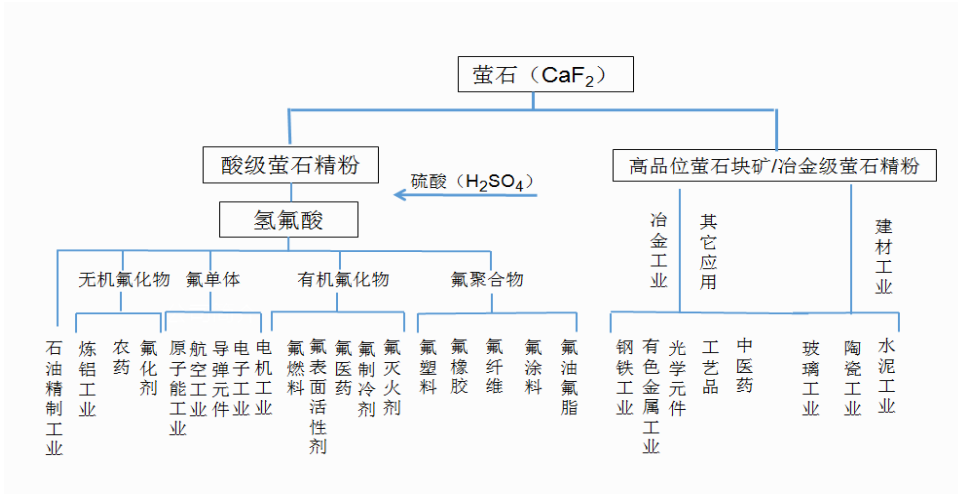 萤石（CaF₂）
酸级萤石精粉
高品位萤石块矿/冶金级萤石精粉
硫酸（H₂SO₄）
氢氟酸
冶金工业
其它应用
建材工业
无机氟化物
氟单体
有机氟化物
氟聚合物
石油精制工业
炼铝工业
农药
氟化剂
原子能工业
航空工业
导弹元件
电子工业
电机工业
氟燃料
氟表面活性剂
氟医药
氟制冷剂
氟灭火剂
氟塑料
氟橡胶
氟纤维
氟涂料
氟油氟脂
钢铁工业
有色金属工业
光学元件
工艺品
中医药
玻璃工业
陶瓷工业
水泥工业